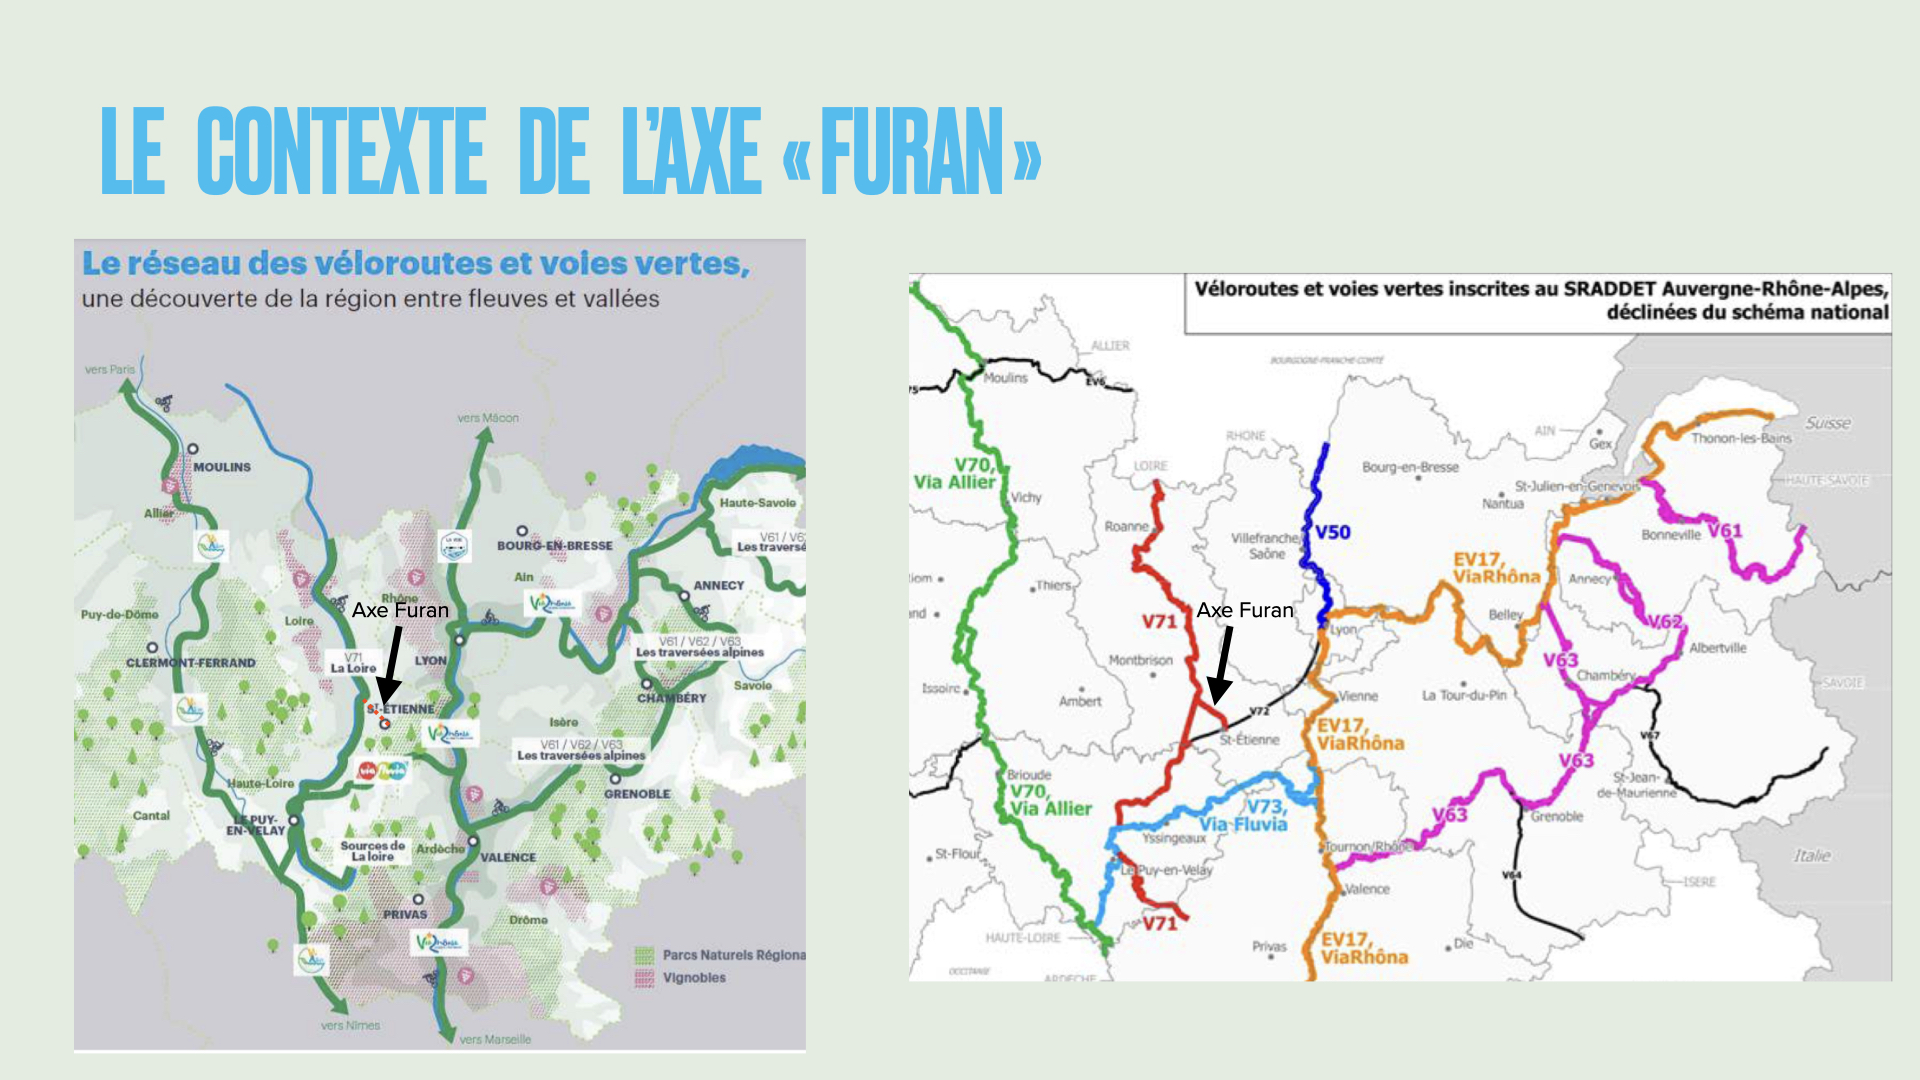 LE CONTEXTE DE L'AXE « FURAN »
Le réseau des véloroutes et voies vertes,
une découverte de la région entre fleuves et vallées
vers Paris
vers Mâcon
MOULINS
Allier
Haute-Savoie
BOURG-EN-BRESSE
V61 / V6
Les traversé
Ain
ANNECY
Rhône
Puy-de-Dôme
Axe Furan
Loire
ViaRhôna
CLERMONT-FERRAND
V71
La Loire
LYON
V61 / V62 / V63
Les traversées alpines
Savoie
CHAMBÉRY
ST-ETIENNE
Isère
ViaRhôna
V61 / V62 / V63
Les traversées alpines
via fluvia
Haute-Loire
GRENOBLE
Cantal
LE PUY-
EN-VELAY
Sources de
La loire
Ardèche
VALENCE
PRIVAS
Drôme
ViaRhôna
Parcs Naturels Régiona
Vignobles
vers Nîmes
vers Marseille
Véloroutes et voies vertes inscrites au SRADDET Auvergne-Rhône-Alpes,
déclinées du schéma national
ALLIER
BOURGOGNE-FRANCHE-COMTÉ
Moulins
EV6
Suisse
Thonon-les-Bains
AIN
Gex
RHONE
LOIRE
Bourg-en-Bresse
V70,
Via Allier
St-Julien-en-Genevois
HAUTE-SAVOIE
Vichy
Nantua
Roanne
Villefranche/
Saône
V50
Bonneville
V61
EV17,
ViaRhôna
Annecy
iom
Thiers
nd
Axe Furan
Belley
V71
Lyon
V62
Montbrison
V63
Albertville
Chambéry
Issoire
Ambert
Vienne
La Tour-du-Pin
SAVOIE
V72
St-Étienne
EV17,
ViaRhôna
V67
V63
Brioude
V70,
Via Allier
St-Jean-
de-Maurienne
V73,
Via Fluvia
V63
Grenoble
Yssingeaux
St-Flour
Tournon/Rhône
Italie
Le-Puy-en-Velay
V64
ISERE
Valence
V71
HAUTE-LOIRE
Privas
EV17,
ViaRhôna
Die
OCCITANIE
ARDECHE